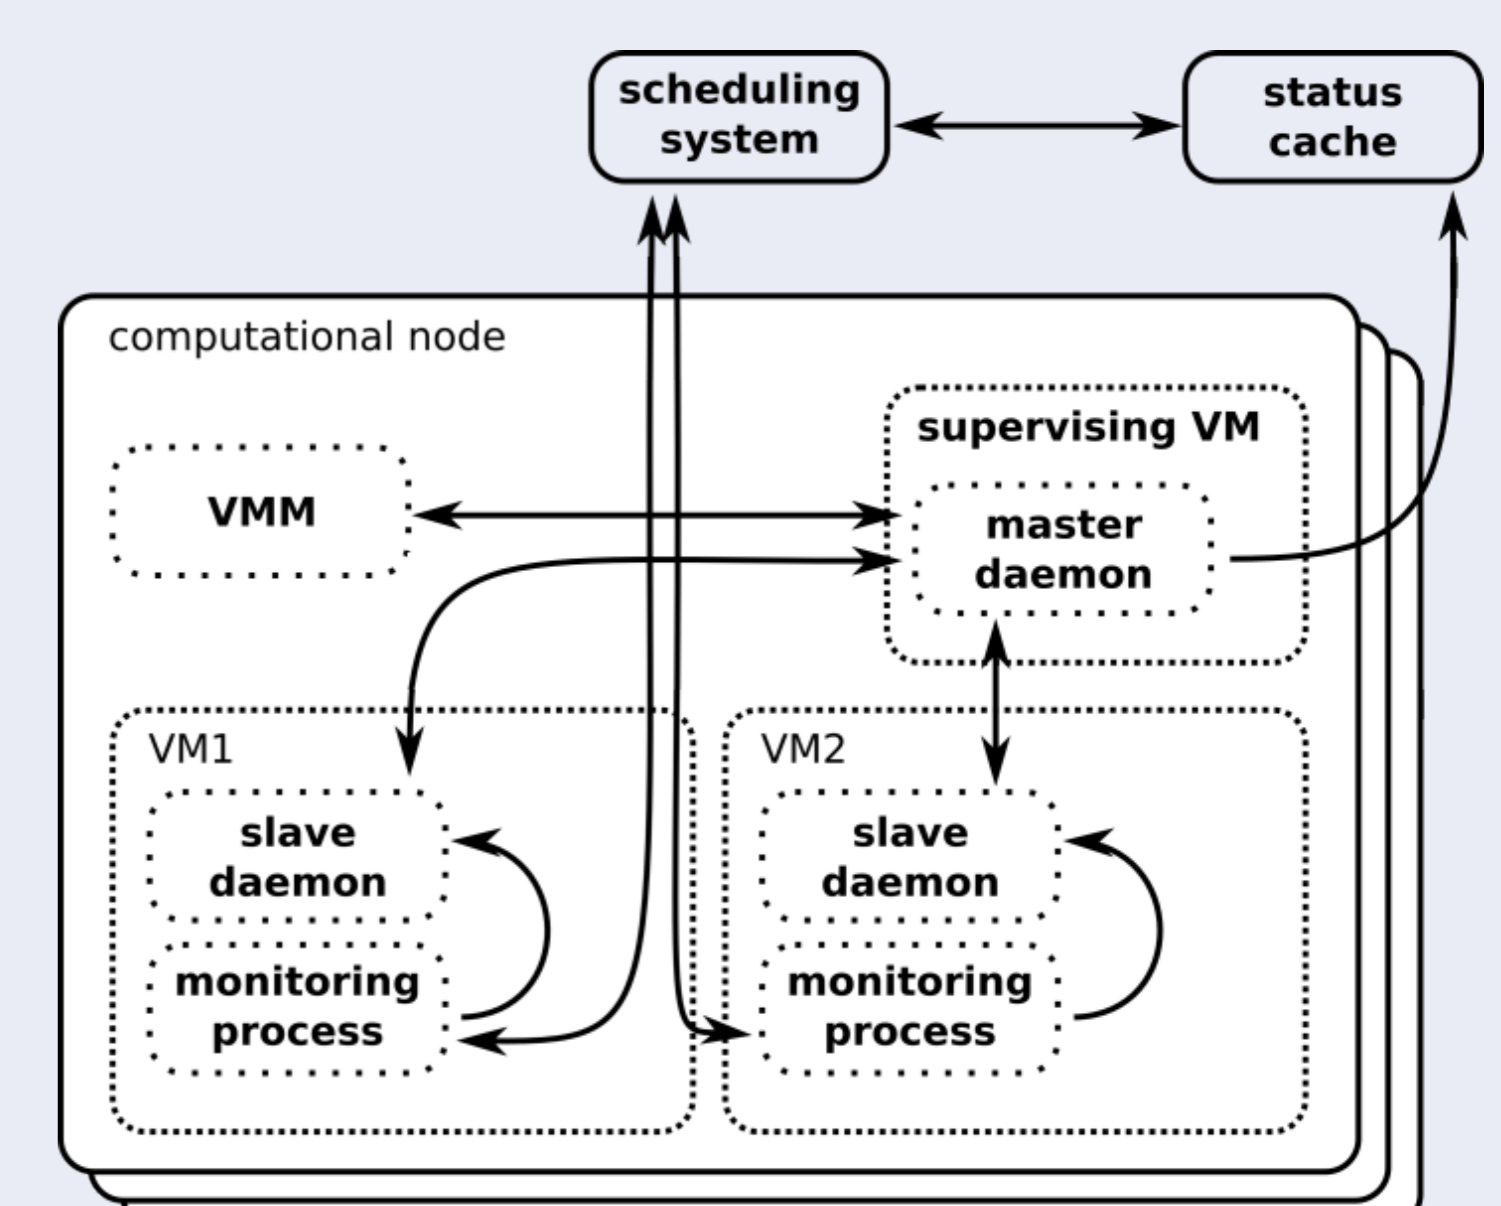 scheduling
system
status
cache
computational node
supervising VM
VMM
master
daemon
VM1
slave
daemon
monitoring
process
VM2
slave
daemon
monitoring
process